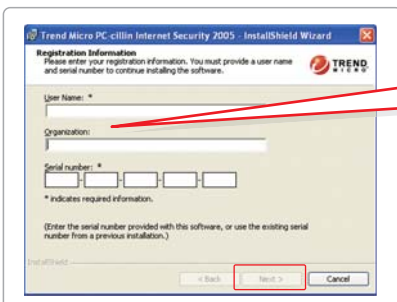 Trend Micro PC-cillin Internet Security 2005 - InstallShield Wizard
Registration Information
Please enter your registration information. You must provide a user name
and serial number to continue installing the software.
TREND
MICRO
User Name: *
Organization:
Serial number: *
* indicates required information.
(Enter the serial number provided with this software, or use the existing serial
number from a previous installation.)
InstallShield
< Back
Next >
Cancel